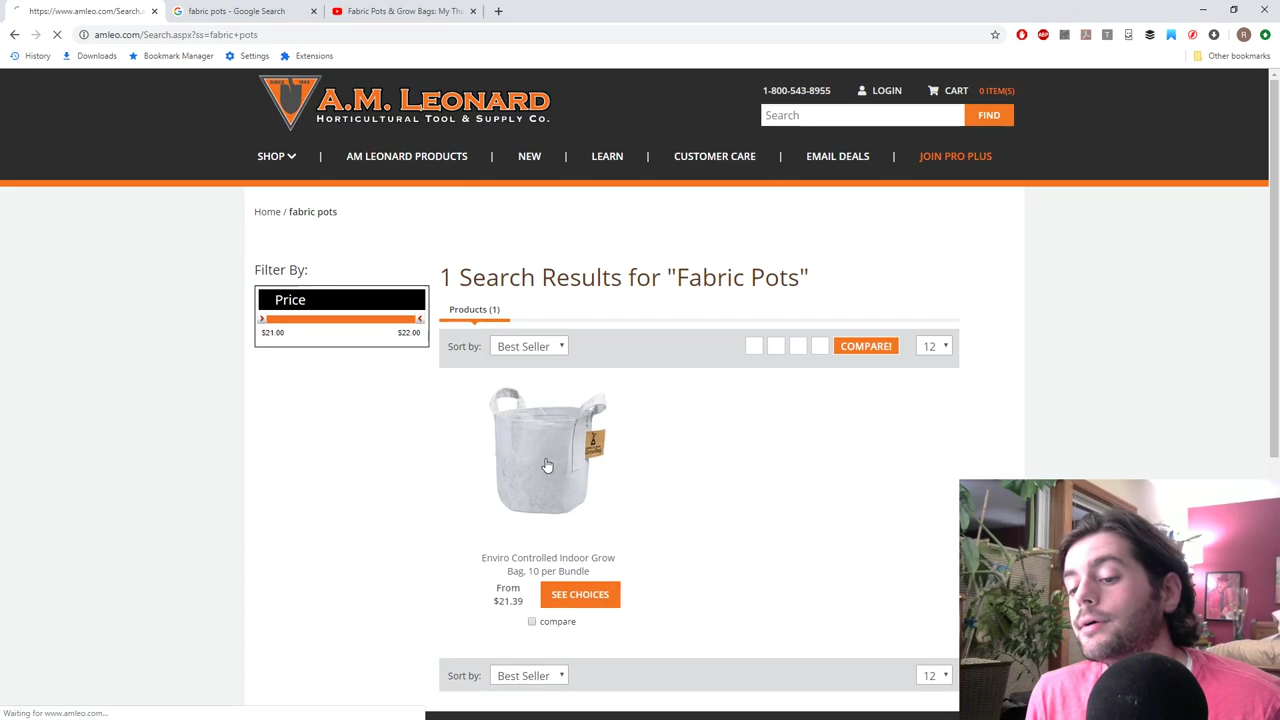 https://www.amleo.com/Search.a
fabric pots - Google Search
Fabric Pots & Grow Bags: My Tho
amleo.com/Search.aspx?ss=fabric+pots
History
Downloads
Bookmark Manager
Settings
Extensions
Other bookmarks
A.M. LEONARD
HORTICULTURAL TOOL & SUPPLY CO.
1-800-543-8955
LOGIN
CART
0 ITEM(S)
Search
FIND
SHOP
AM LEONARD PRODUCTS
NEW
LEARN
CUSTOMER CARE
EMAIL DEALS
JOIN PRO PLUS
Home / fabric pots
Filter By:
Price
$21.00
$22.00
1 Search Results for "Fabric Pots"
Products (1)
Sort by:
Best Seller
COMPARE!
12
Enviro Controlled Indoor Grow
Bag, 10 per Bundle
From
$21.39
SEE CHOICES
compare
Sort by:
Best Seller
12
Waiting for www.amleo.com...